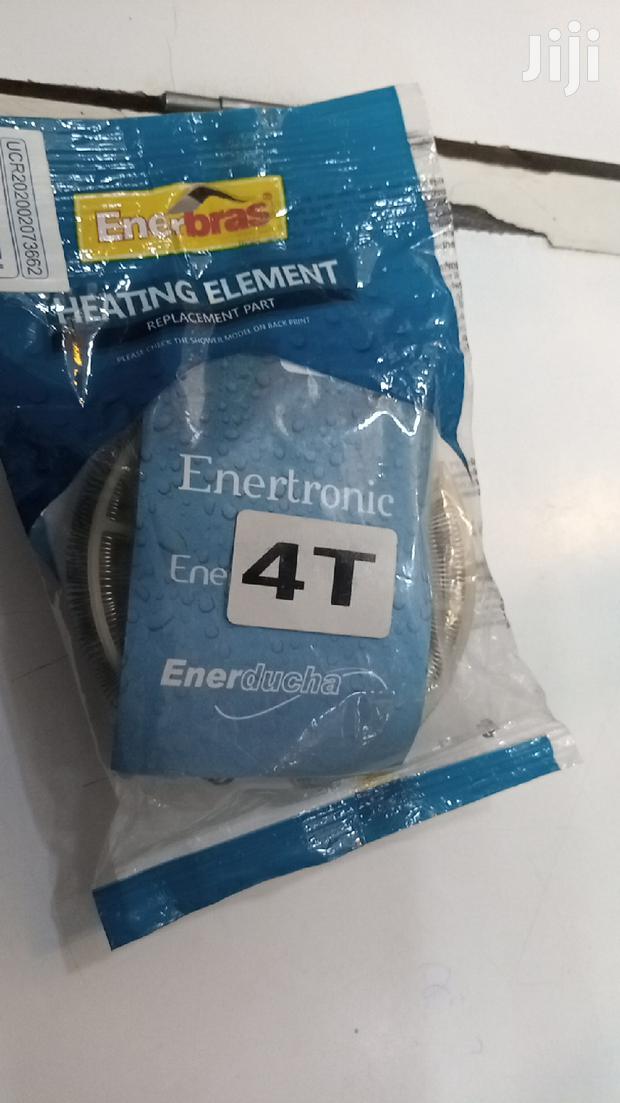 Jiji
UCR202002073662
Enerbras®
HEATING ELEMENT
REPLACEMENT PART
PLEASE CHECK THE SHOWER MODEL ON BACK PRINT
Enertronic
Ene
4T
Enerducha